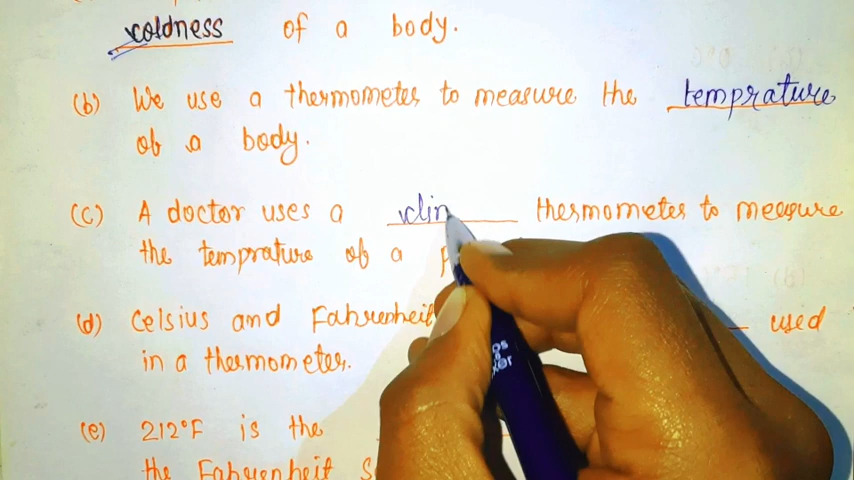 coldness of a body.
(b) We use a thermometer to measure the temprature
of a body.
(c) A doctor uses a clin thermometer to measure
the temprature of a
(d) Celsius and Fahrenheit used
in a thermometer.
(e) 212°F is the
the Fahrenheit S